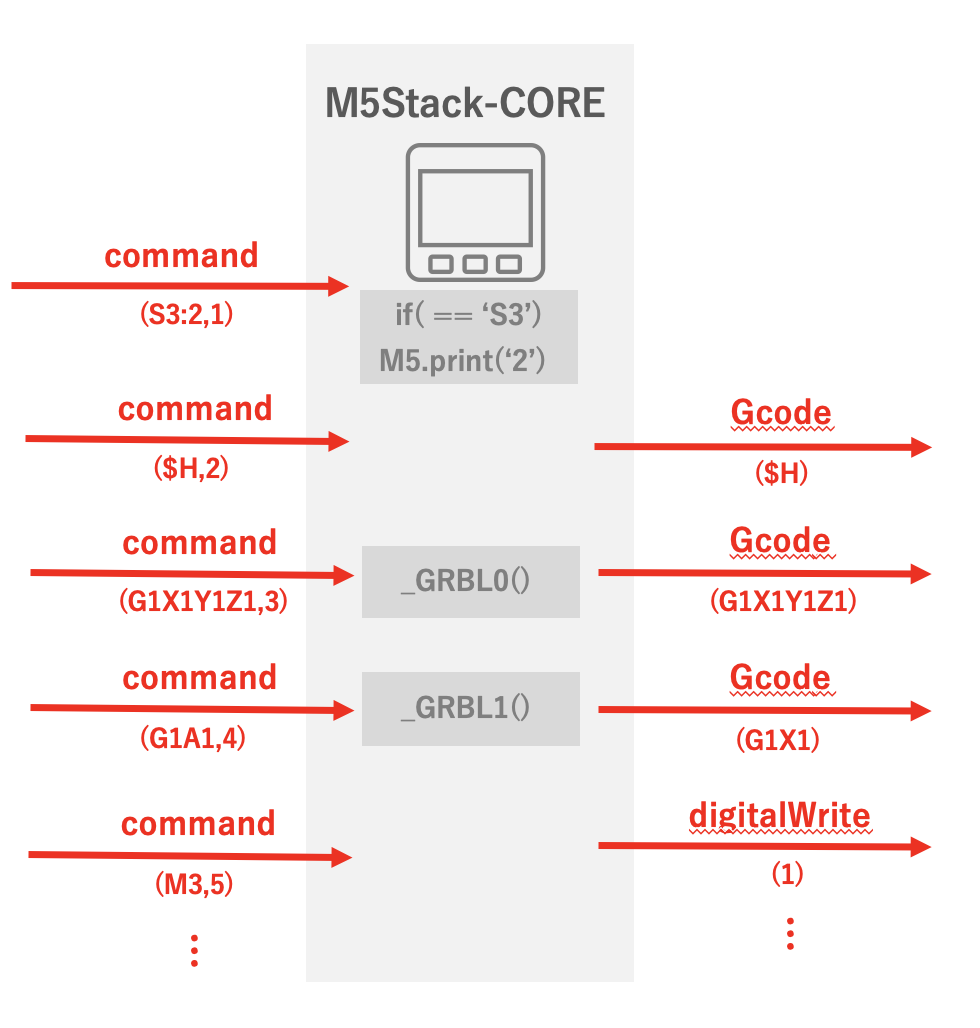 M5Stack-CORE
command
(S3:2,1)
if( == ‘S3’)
M5.print(‘2’)
command
($H,2)
Gcode
($H)
command
(G1X1Y1Z1,3)
_GRBL0()
Gcode
(G1X1Y1Z1)
command
(G1A1,4)
_GRBL1()
Gcode
(G1X1)
command
(M3,5)
digitalWrite
(1)